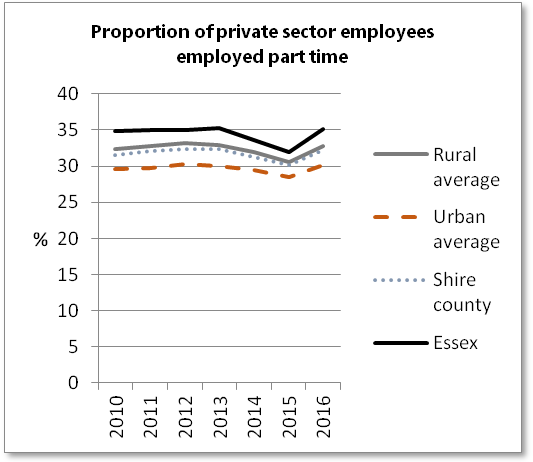 Proportion of private sector employees
employed part time
40
35
30
25
20
15
10
5
0
%
2010
2011
2012
2013
2014
2015
2016
Rural
average
Urban
average
Shire
county
Essex